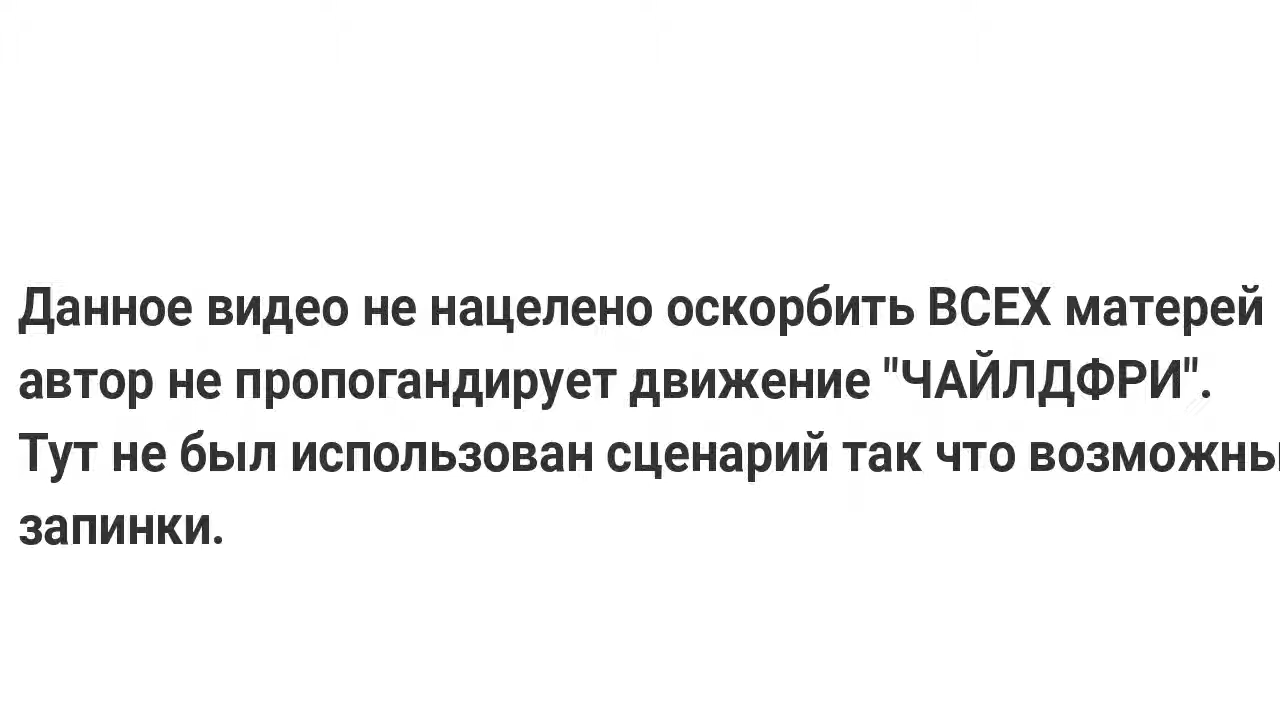 Данное видео не нацелено оскорбить ВСЕХ матерей
автор не пропогандирует движение "ЧАЙЛДФРИ".
Тут не был использован сценарий так что возможны
запинки.